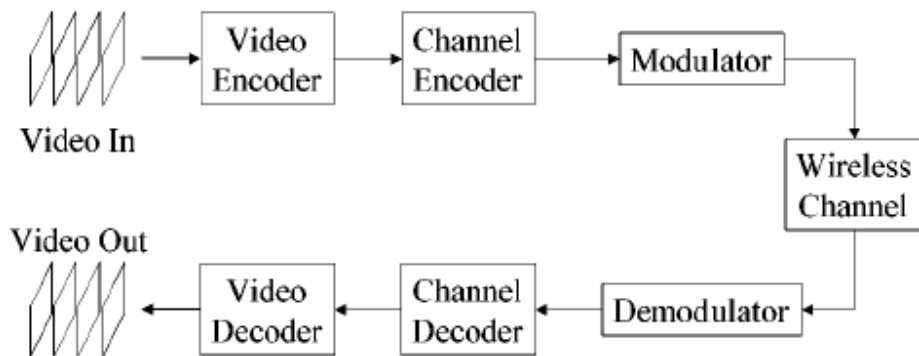 Video
Encoder
Channel
Encoder
Modulator
Video In
Wireless
Channel
Video Out
Video
Decoder
Channel
Decoder
Demodulator